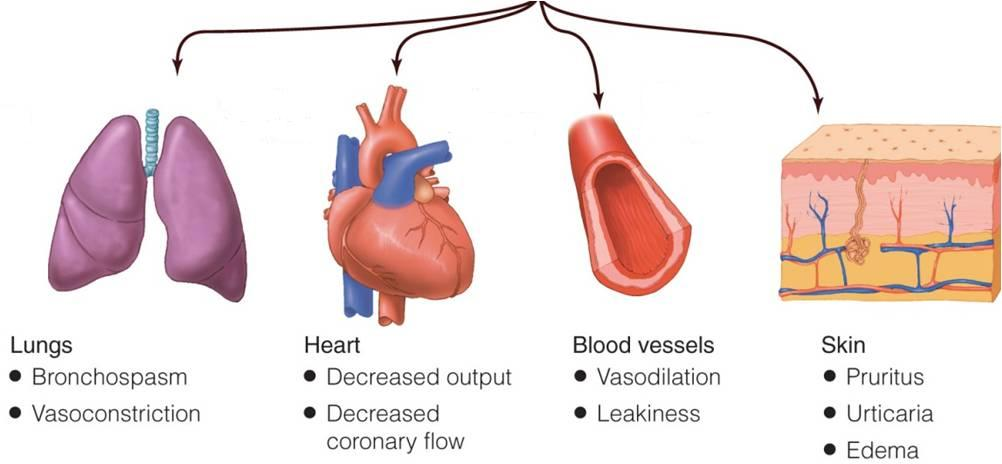 Lungs
● Bronchospasm
● Vasoconstriction
Heart
● Decreased output
● Decreased
coronary flow
Blood vessels
● Vasodilation
● Leakiness
Skin
● Pruritus
● Urticaria
● Edema